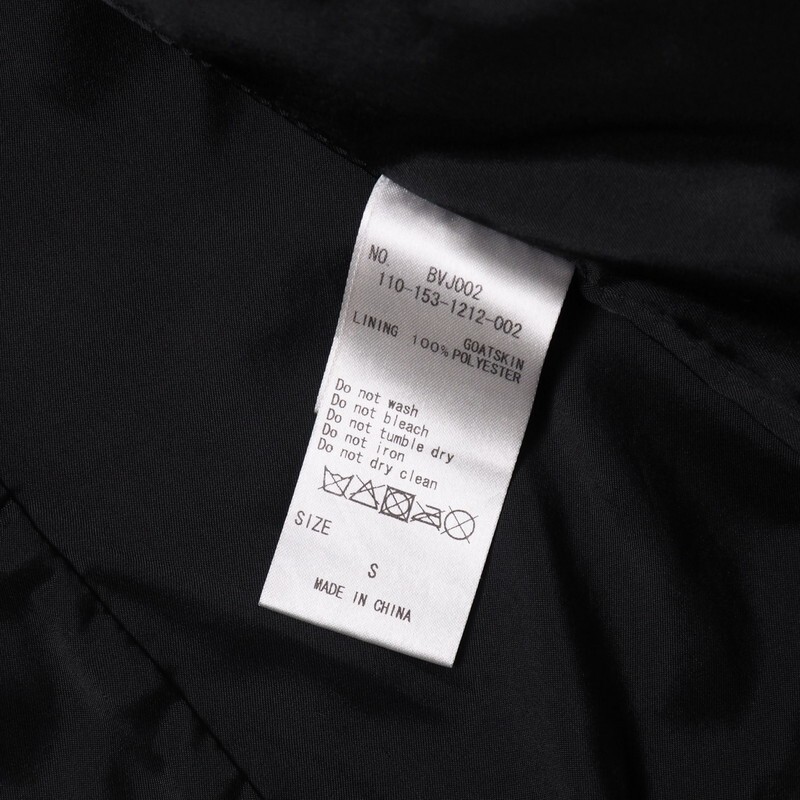 NO. BVJ002
110-153-1212-002
GOATSKIN
LINING 100% POLYESTER
Do not wash
Do not bleach
Do not tumble dry
Do not iron
Do not dry clean
SIZE
S
MADE IN CHINA